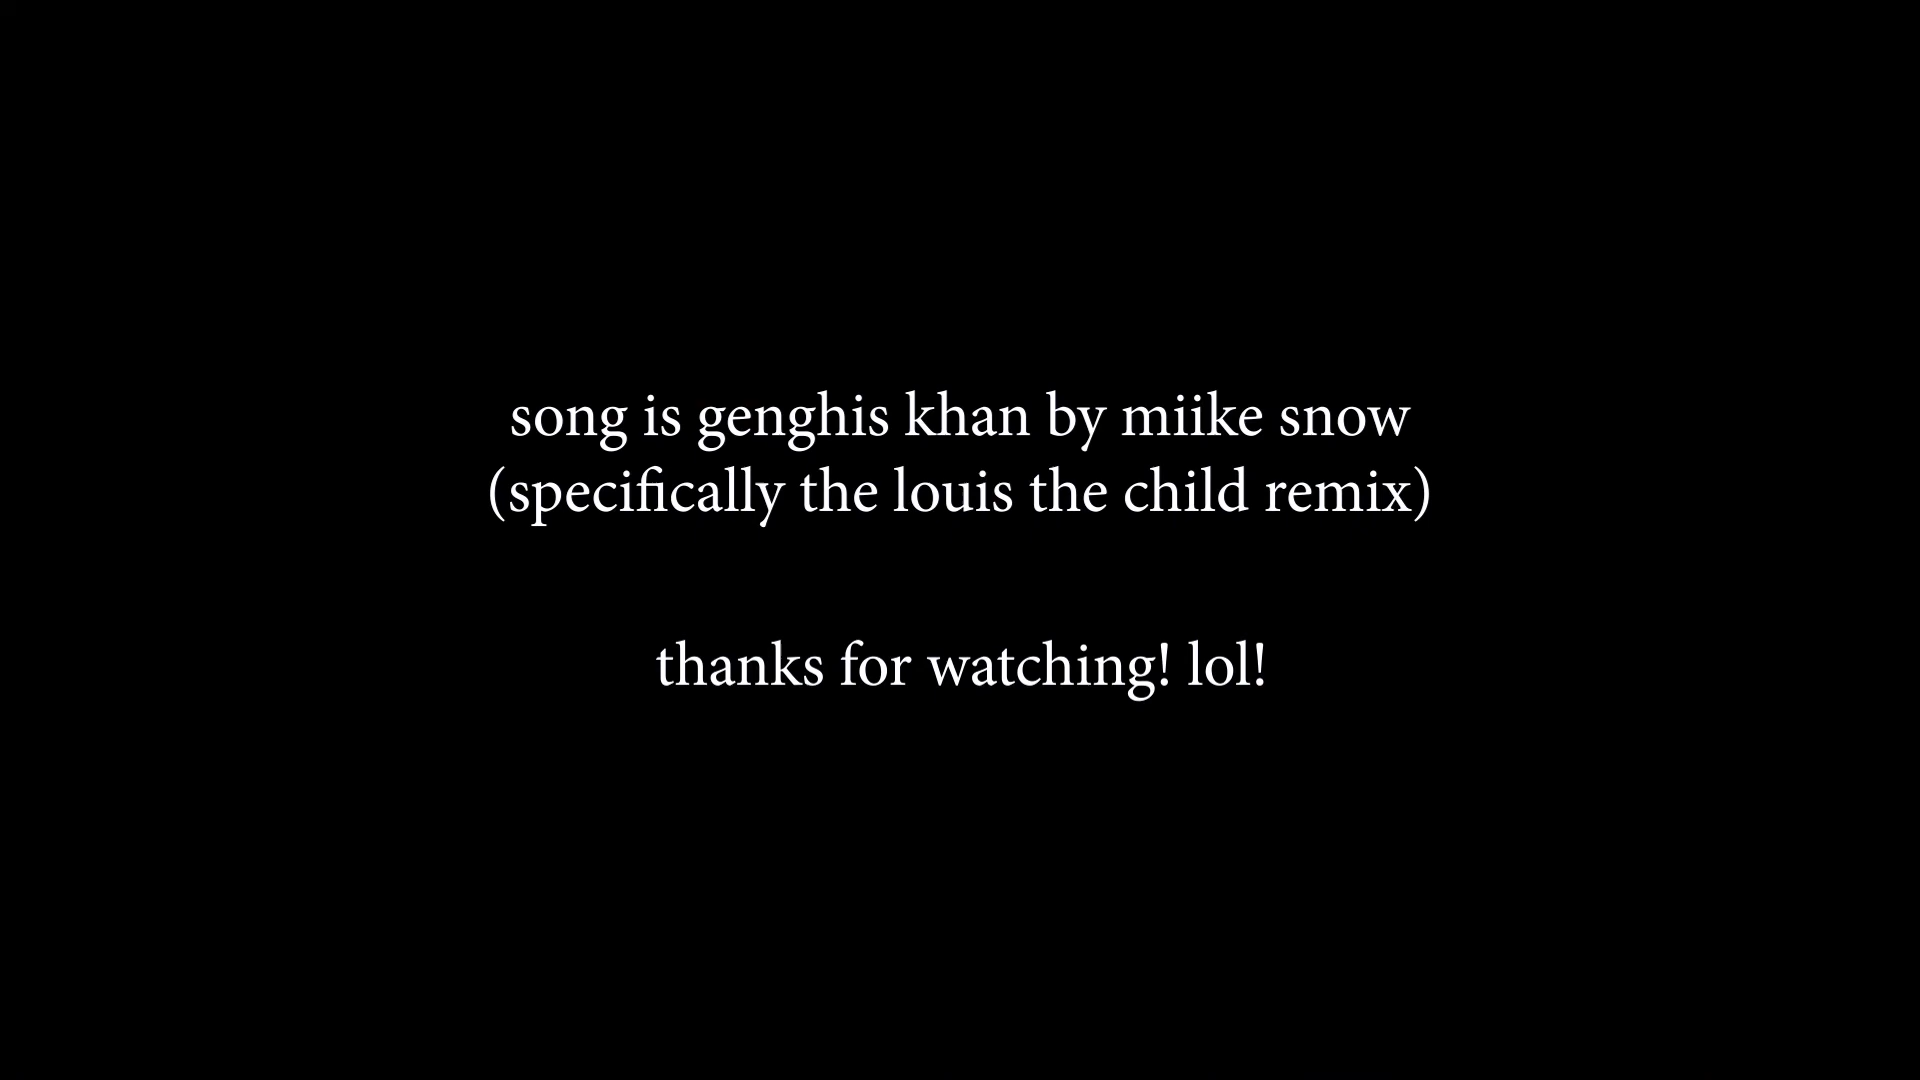 song is genghis khan by miike snow
(specifically the louis the child remix)
thanks for watching! lol!